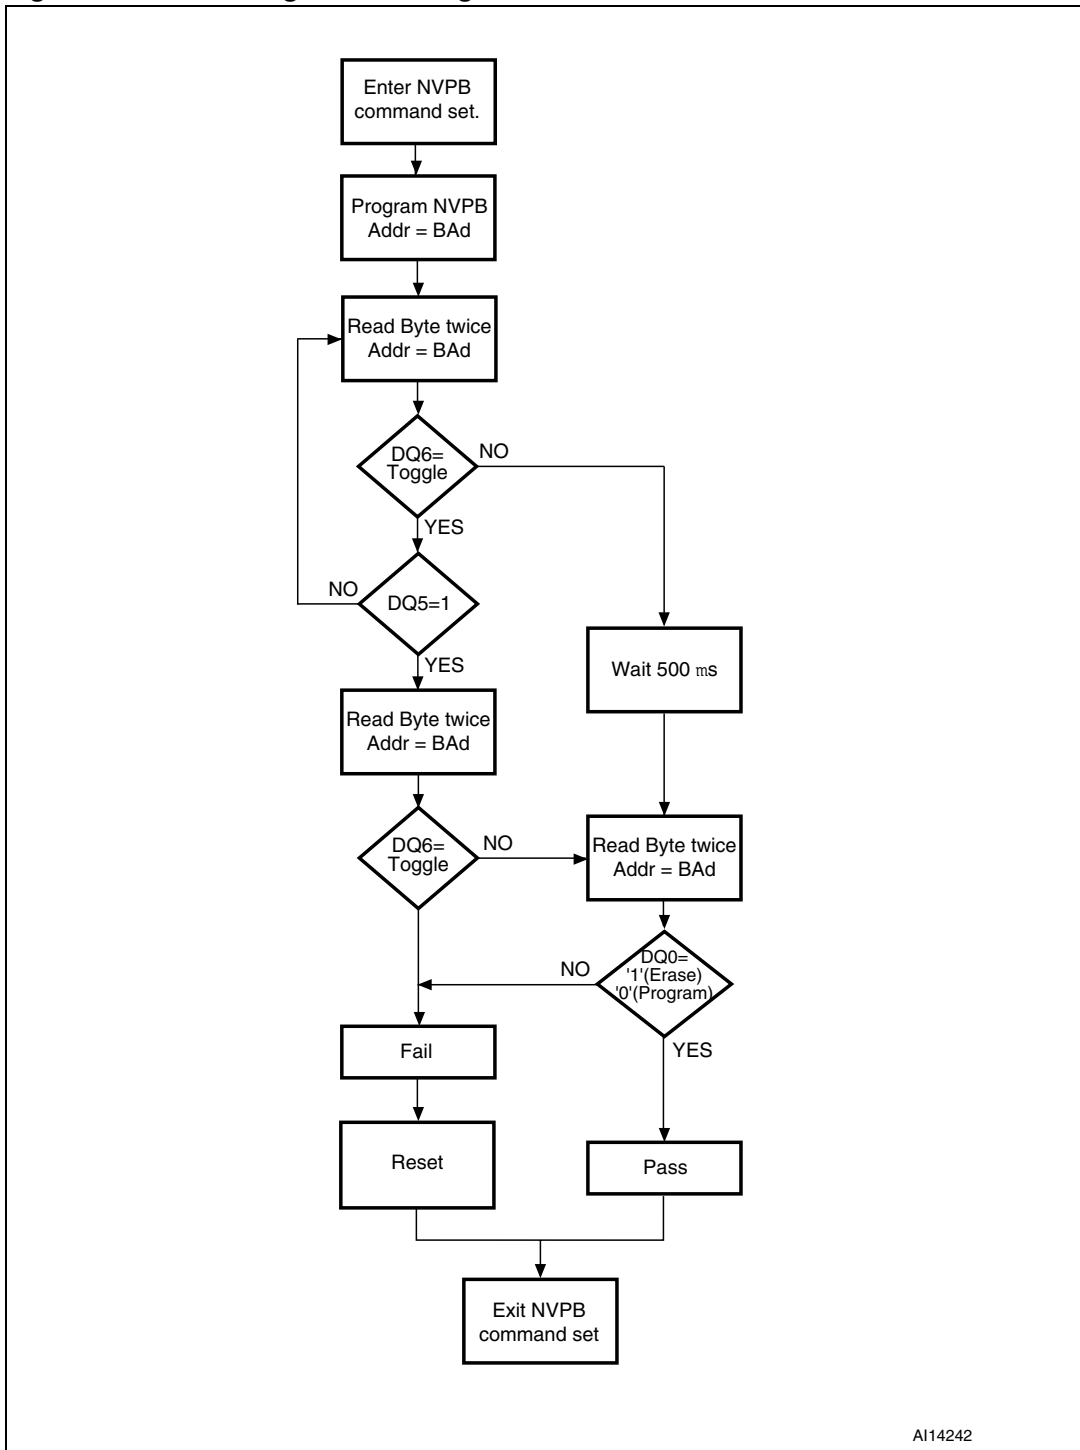 Enter NVPB
command set.
Program NVPB
Addr = BAd
Read Byte twice
Addr = BAd
DQ6=
Toggle
NO
YES
DQ5=1
NO
YES
Wait 500 ms
Read Byte twice
Addr = BAd
DQ6=
Toggle
NO
Read Byte twice
Addr = BAd
DQ0=
'1'(Erase)
'0'(Program)
NO
YES
Fail
Reset
Pass
Exit NVPB
command set
AI14242